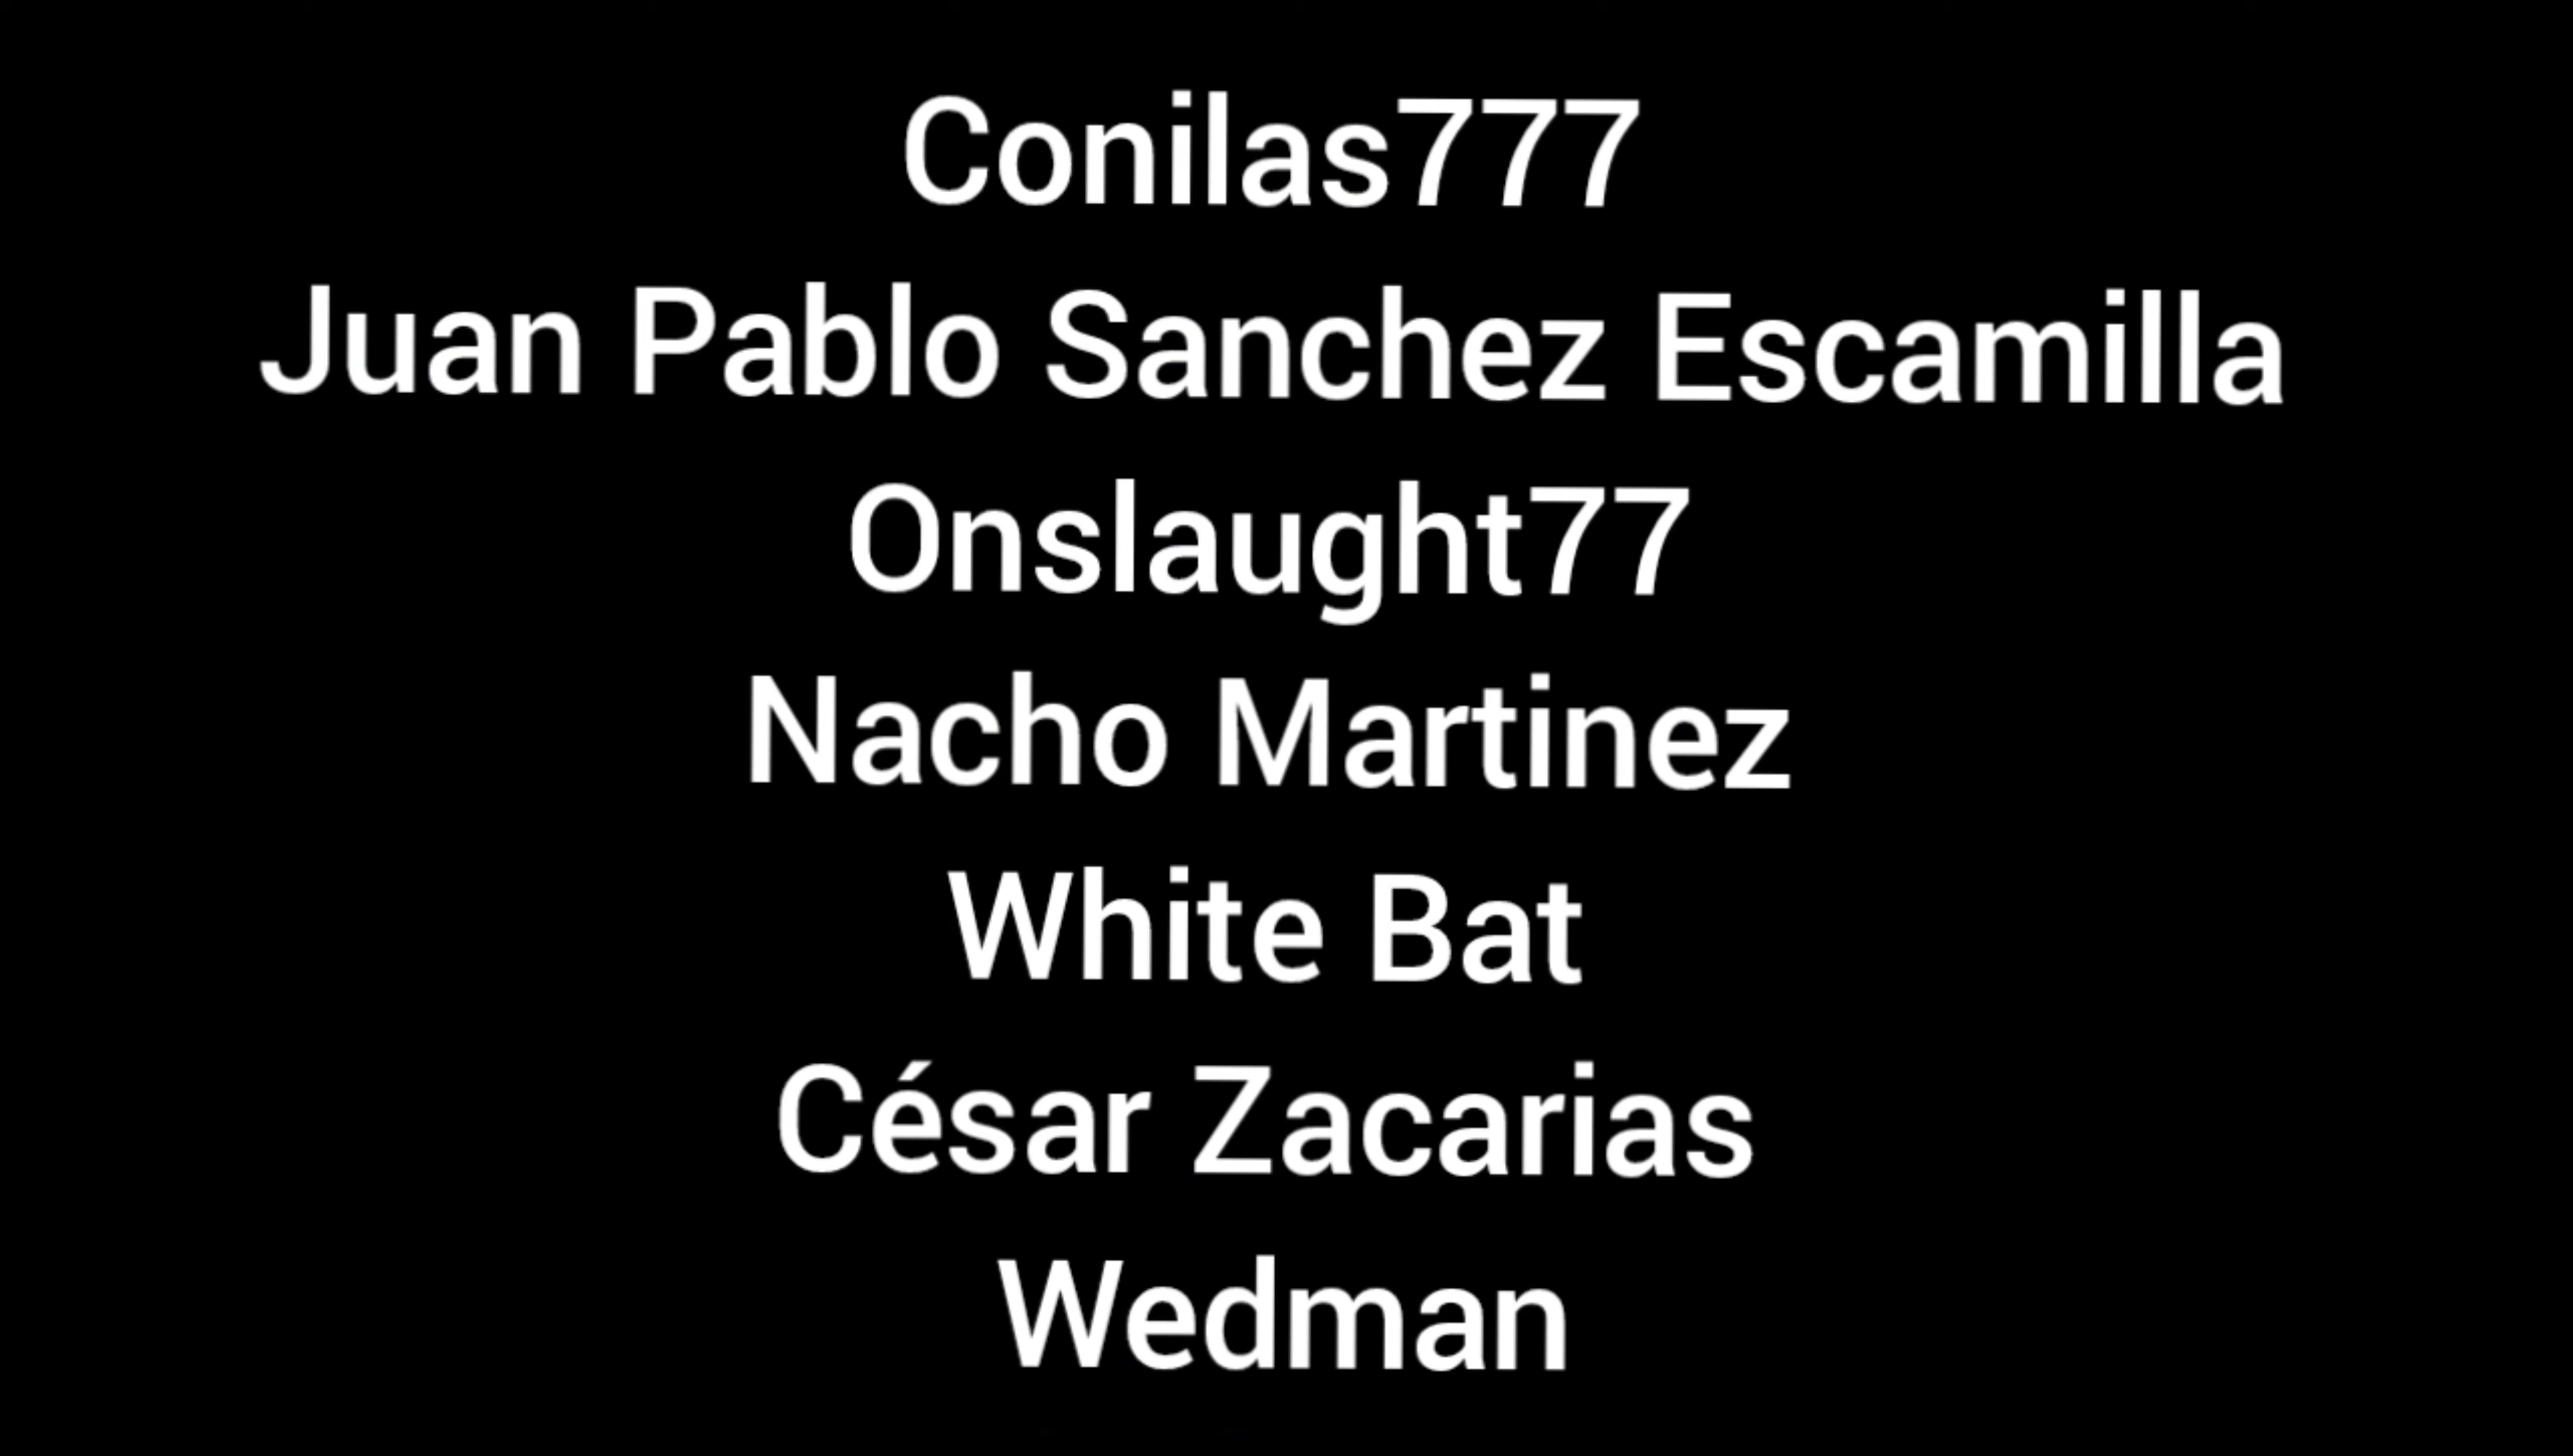 Conilas777
Juan Pablo Sanchez Escamilla
Onslaught77
Nacho Martinez
White Bat
César Zacarias
Wedman